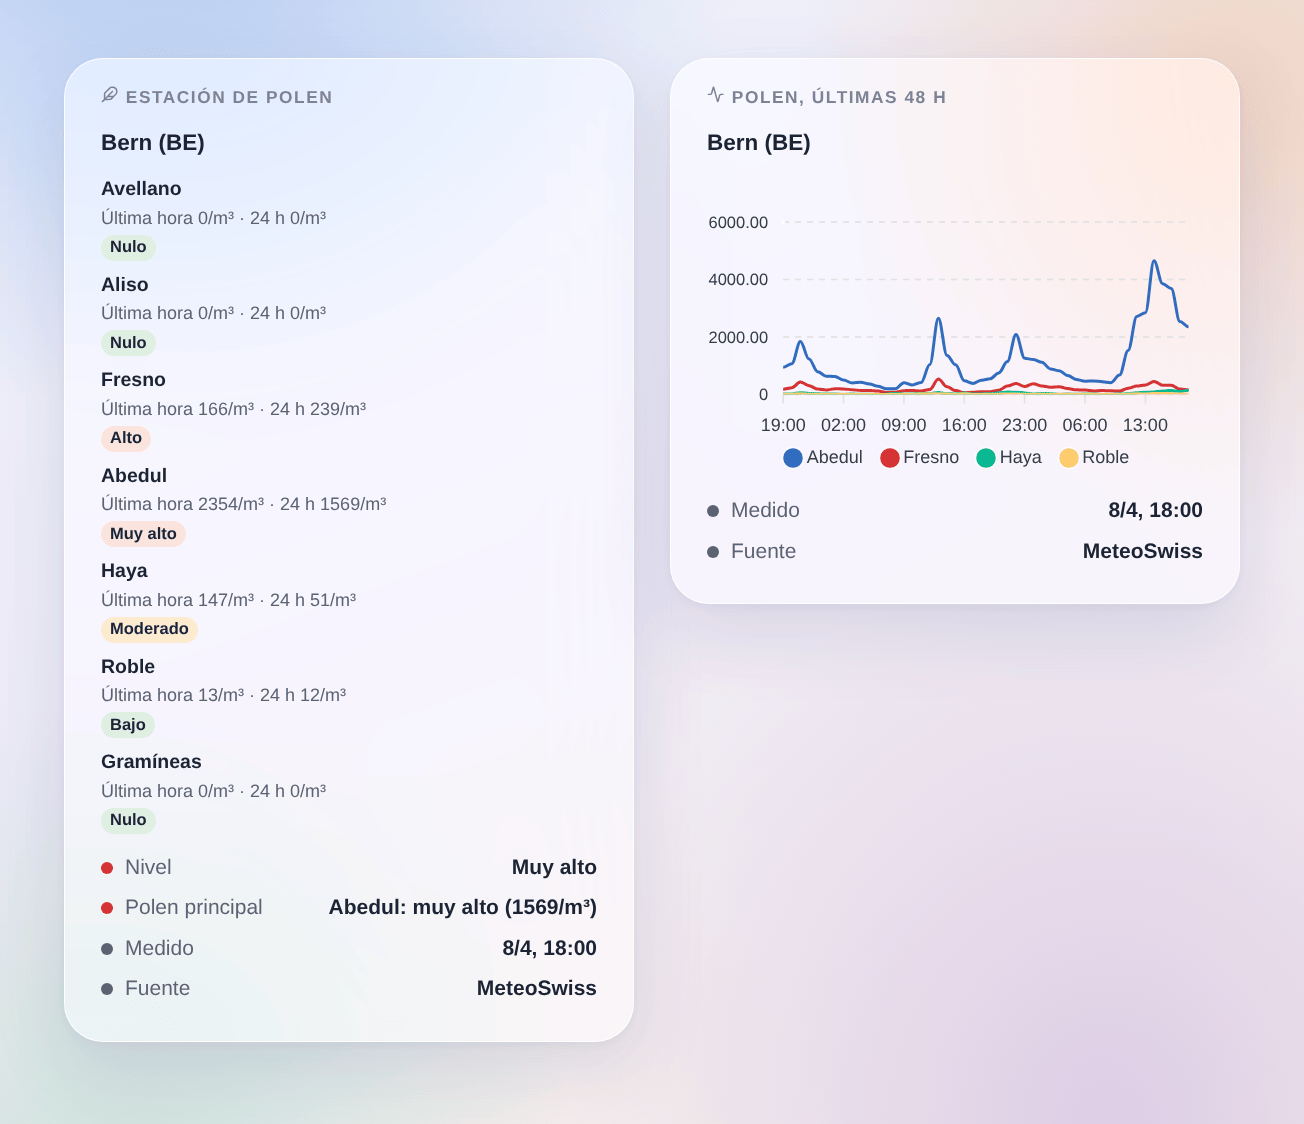 ESTACIÓN DE POLEN
Bern (BE)
Avellano
Última hora 0/m³ · 24 h 0/m³
Nulo
Aliso
Última hora 0/m³ · 24 h 0/m³
Nulo
Fresno
Última hora 166/m³ · 24 h 239/m³
Alto
Abedul
Última hora 2354/m³ · 24 h 1569/m³
Muy alto
Haya
Última hora 147/m³ · 24 h 51/m³
Moderado
Roble
Última hora 13/m³ · 24 h 12/m³
Bajo
Gramíneas
Última hora 0/m³ · 24 h 0/m³
Nulo
Nivel Muy alto
Polen principal Abedul: muy alto (1569/m³)
Medido 8/4, 18:00
Fuente MeteoSwiss
POLEN, ÚLTIMAS 48 H
Bern (BE)
6000.00
4000.00
2000.00
0
19:00 02:00 09:00 16:00 23:00 06:00 13:00
Abedul Fresno Haya Roble
Medido 8/4, 18:00
Fuente MeteoSwiss